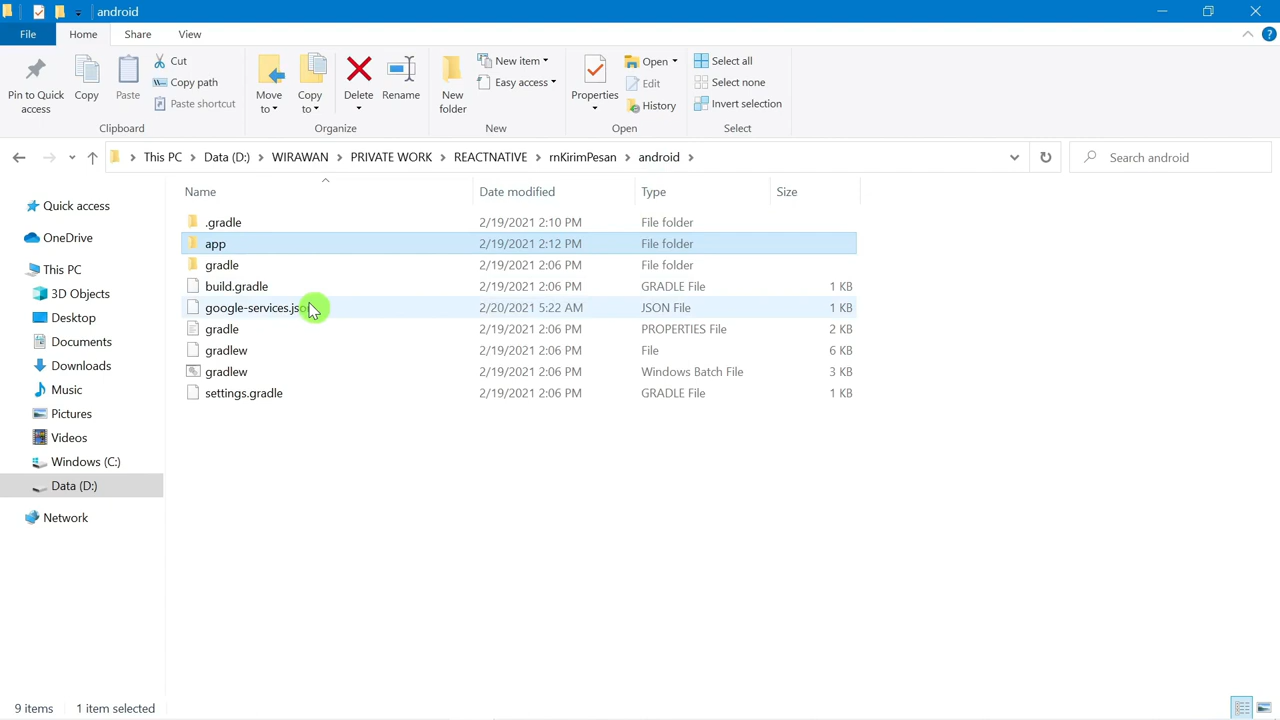 android
File Home Share View
Pin to Quick access
Copy
Paste
Cut
Copy path
Paste shortcut
Clipboard
Move to
Copy to
Delete
Rename
Organize
New folder
New item
Easy access
New
Properties
Open
Edit
History
Open
Select all
Select none
Invert selection
Select
This PC > Data (D:) > WIRAWAN > PRIVATE WORK > REACTNATIVE > rnKirimPesan > android >
Search android
Name Date modified Type Size
.gradle 2/19/2021 2:10 PM File folder
app 2/19/2021 2:12 PM File folder
gradle 2/19/2021 2:06 PM File folder
build.gradle 2/19/2021 2:06 PM GRADLE File 1 KB
google-services.json 2/20/2021 5:22 AM JSON File 1 KB
gradle 2/19/2021 2:06 PM PROPERTIES File 2 KB
gradlew 2/19/2021 2:06 PM File 6 KB
gradlew 2/19/2021 2:06 PM Windows Batch File 3 KB
settings.gradle 2/19/2021 2:06 PM GRADLE File 1 KB
Quick access
OneDrive
This PC
3D Objects
Desktop
Documents
Downloads
Music
Pictures
Videos
Windows (C:)
Data (D:)
Network
9 items 1 item selected